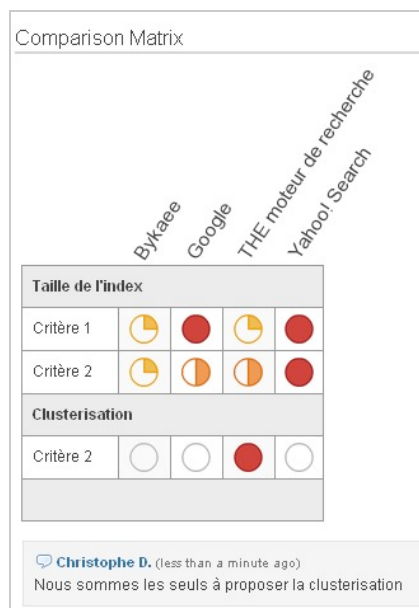 Comparison Matrix
Bykaee
Google
THE moteur de recherche
Yahoo! Search
Taille de l'index
Critère 1
Critère 2
Clusterisation
Critère 2
Christophe D. (less than a minute ago)
Nous sommes les seuls à proposer la clusterisation